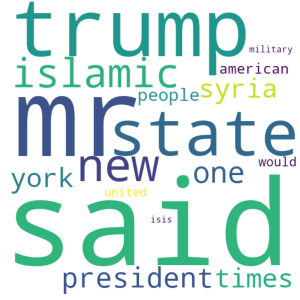 trump
military
islamic
american
people
syria
mr
state
new
one
would
york
united
said
isis
president
times